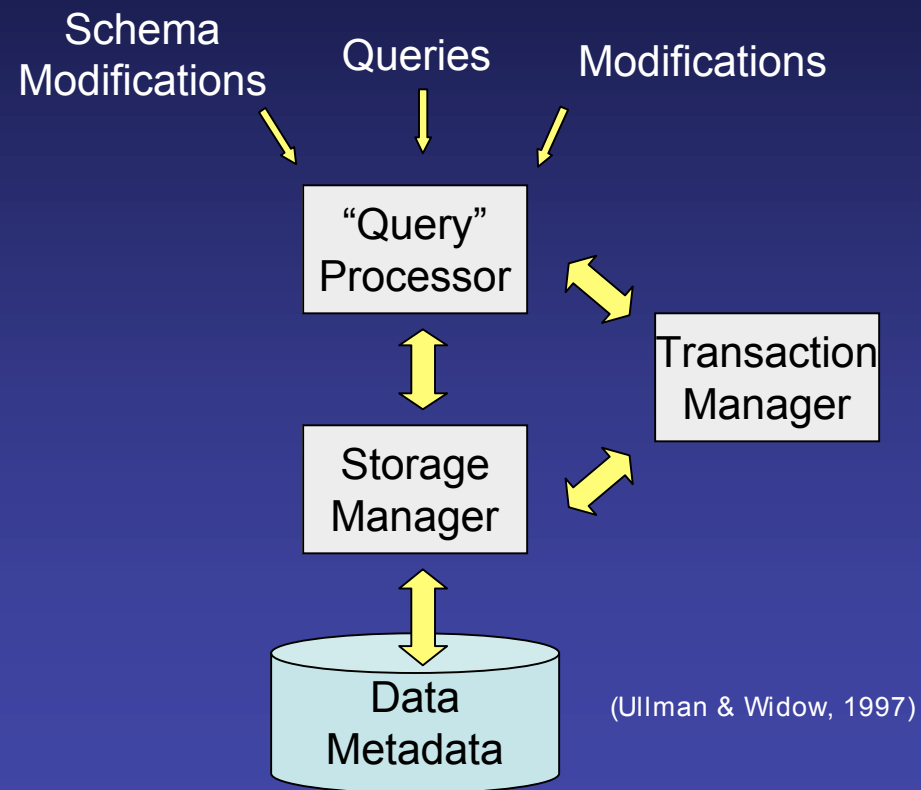 Schema
Modifications
Queries
Modifications
“Query”
Processor
Transaction
Manager
Storage
Manager
Data
Metadata
(Ullman & Widow, 1997)